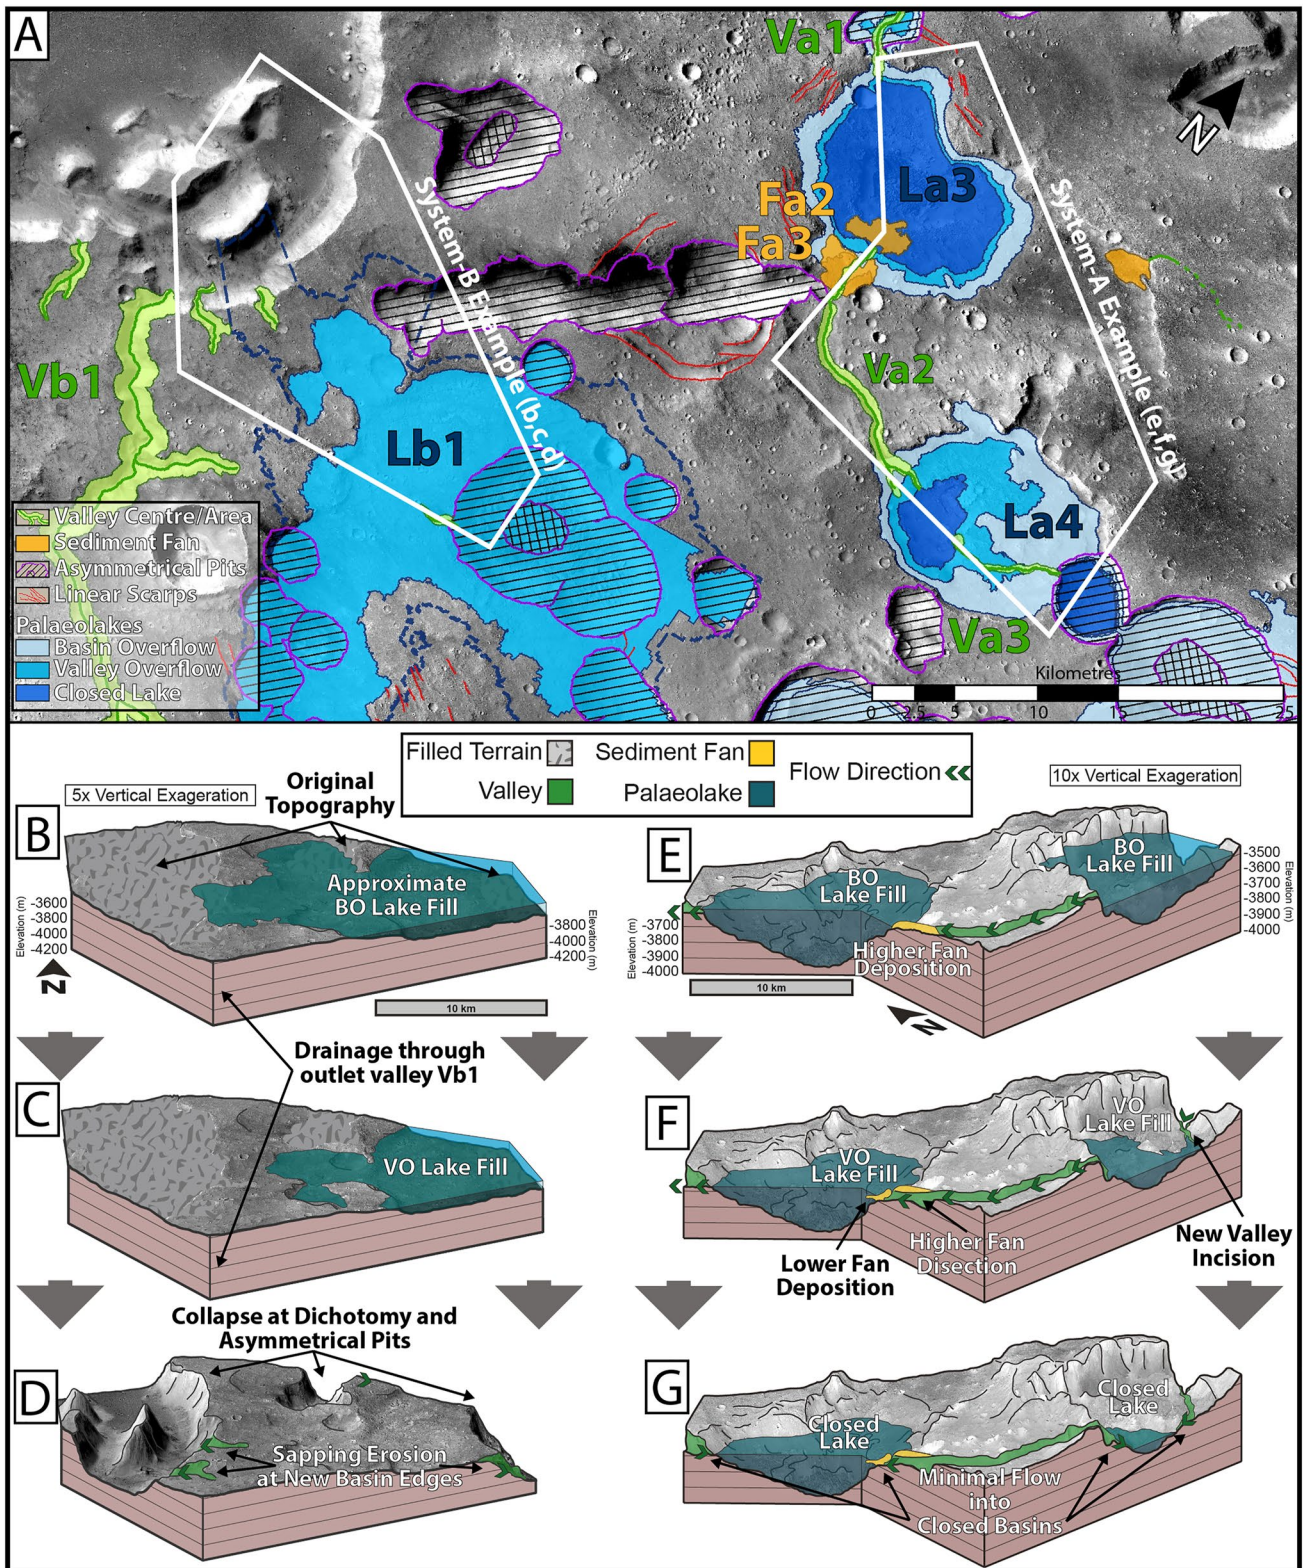 A
Va1
La3
Fa2
Fa3
N
System-B Example (b,c,d)
System-A Example (e,f,g)
Va2
Vb1
Lb1
La4
Va3
Valley Centre/Area
Sediment Fan
Asymmetrical Pits
Linear Scarps
Palaeolakes
Basin Overflow
Valley Overflow
Closed Lake
Kilometres
0 2.5 5 10 15 25
Filled Terrain
Sediment Fan
Valley
Palaeolake
Flow Direction
5x Vertical Exageration
10x Vertical Exageration
B
Original
Topography
Approximate
BO Lake Fill
Elevation (m)
-3600
-3800
-4000
-4200
-3800
-4000
-4200
Elevation (m)
N
10 km
E
BO
Lake Fill
BO
Lake Fill
Higher Fan
Deposition
Elevation (m)
-3700
-3800
-3900
-4000
-3500
-3600
-3700
-3800
-3900
-4000
Elevation (m)
10 km
N
Drainage through
outlet valley Vb1
C
VO Lake Fill
F
VO
Lake Fill
VO
Lake Fill
Lower Fan
Deposition
Higher Fan
Disection
New Valley
Incision
Collapse at Dichotomy and
Asymmetrical Pits
D
Sapping Erosion
at New Basin Edges
G
Closed
Lake
Closed
Lake
Minimal Flow
into
Closed Basins